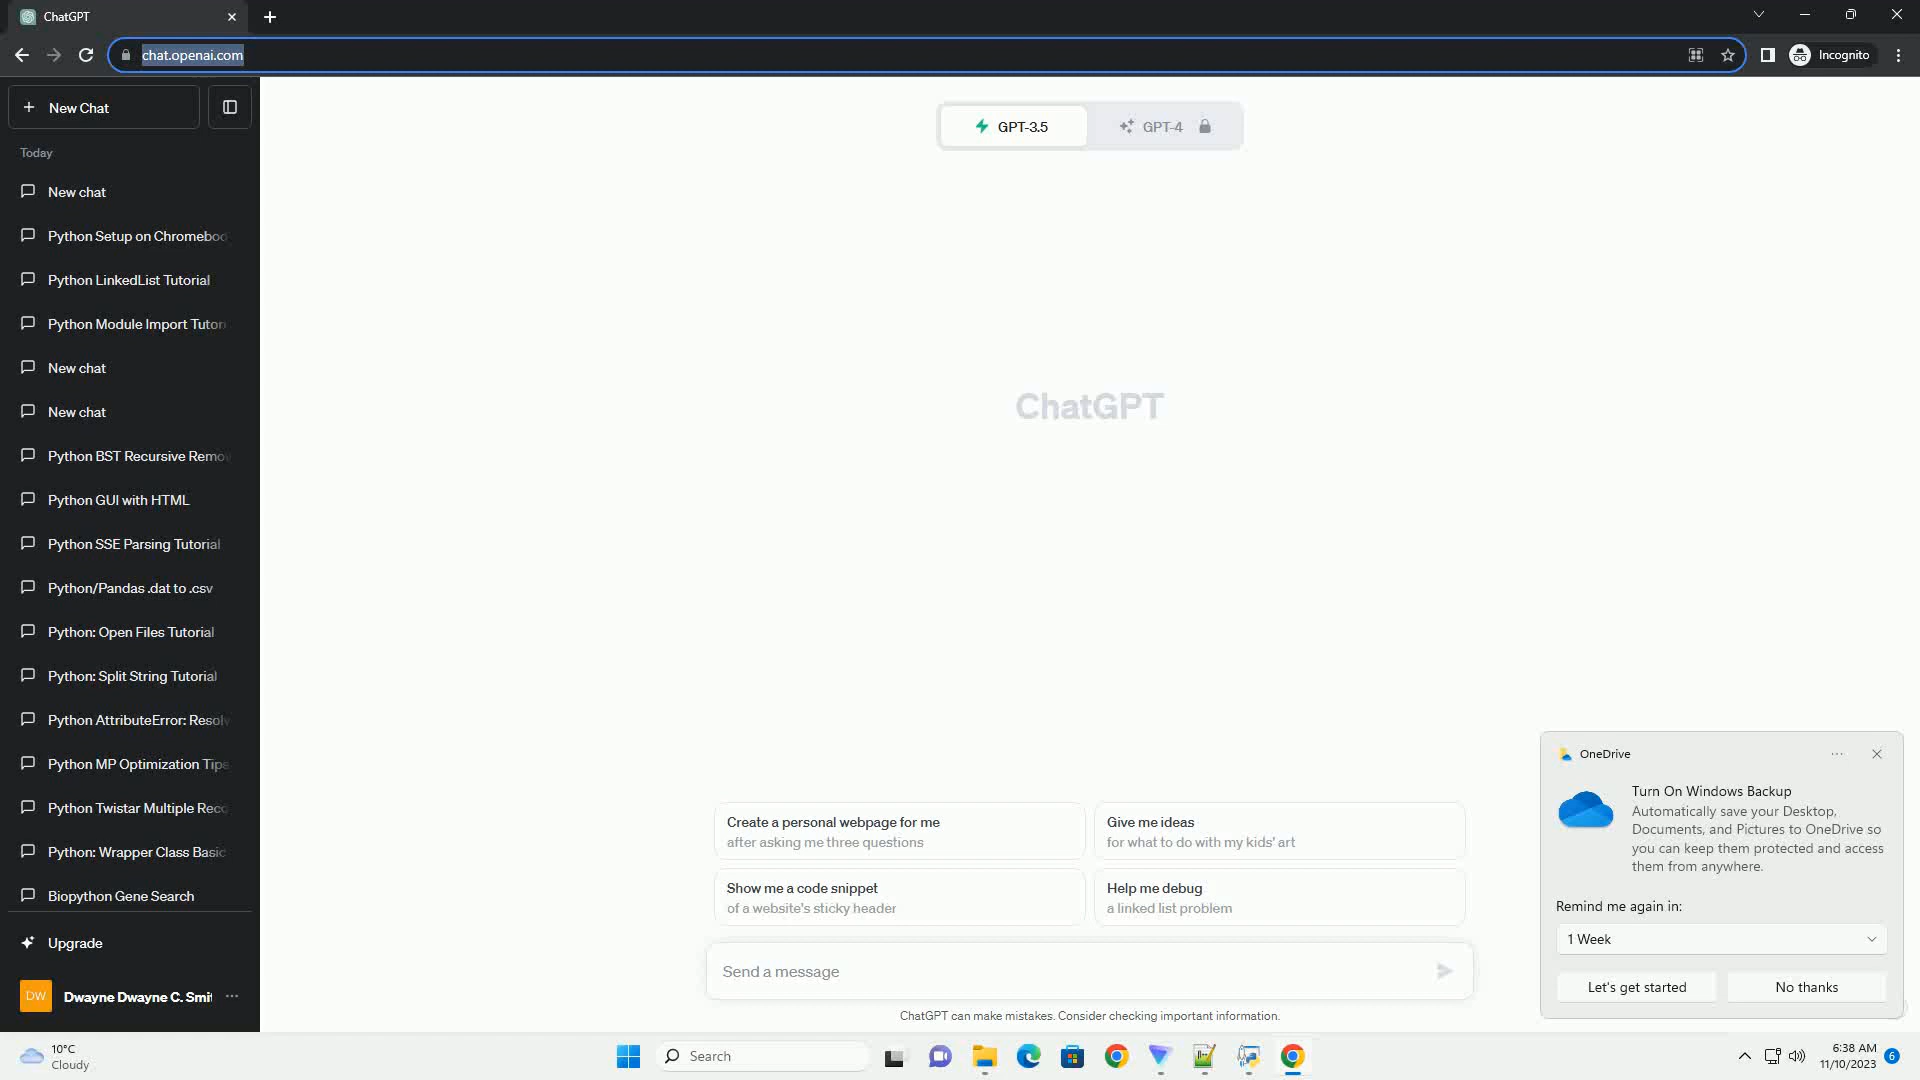 ChatGPT
chat.openai.com
Incognito
New Chat
Today
New chat
Python Setup on Chromeboo
Python LinkedList Tutorial
Python Module Import Tutori
New chat
New chat
Python BST Recursive Remov
Python GUI with HTML
Python SSE Parsing Tutorial
Python/Pandas .dat to .csv
Python: Open Files Tutorial
Python: Split String Tutorial
Python AttributeError: Resolv
Python MP Optimization Tips
Python Twistar Multiple Reco
Python: Wrapper Class Basic
Biopython Gene Search
Upgrade
DW
Dwayne Dwayne C. Smit
GPT-3.5
GPT-4
ChatGPT
Create a personal webpage for me
after asking me three questions
Give me ideas
for what to do with my kids' art
Show me a code snippet
of a website's sticky header
Help me debug
a linked list problem
Send a message
ChatGPT can make mistakes. Consider checking important information.
OneDrive
Turn On Windows Backup
Automatically save your Desktop,
Documents, and Pictures to OneDrive so
you can keep them protected and access
them from anywhere.
Remind me again in:
1 Week
Let's get started
No thanks
10°C
Cloudy
Search
6:38 AM
11/10/2023
6